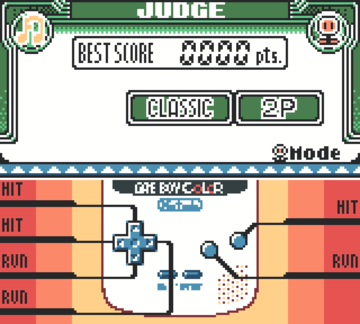 JUDGE
BEST SCORE 0000 pts.
CLASSIC 2P
Mode
GAME BOY COLOR
HIT
HIT
HIT
RUN
RUN
RUN